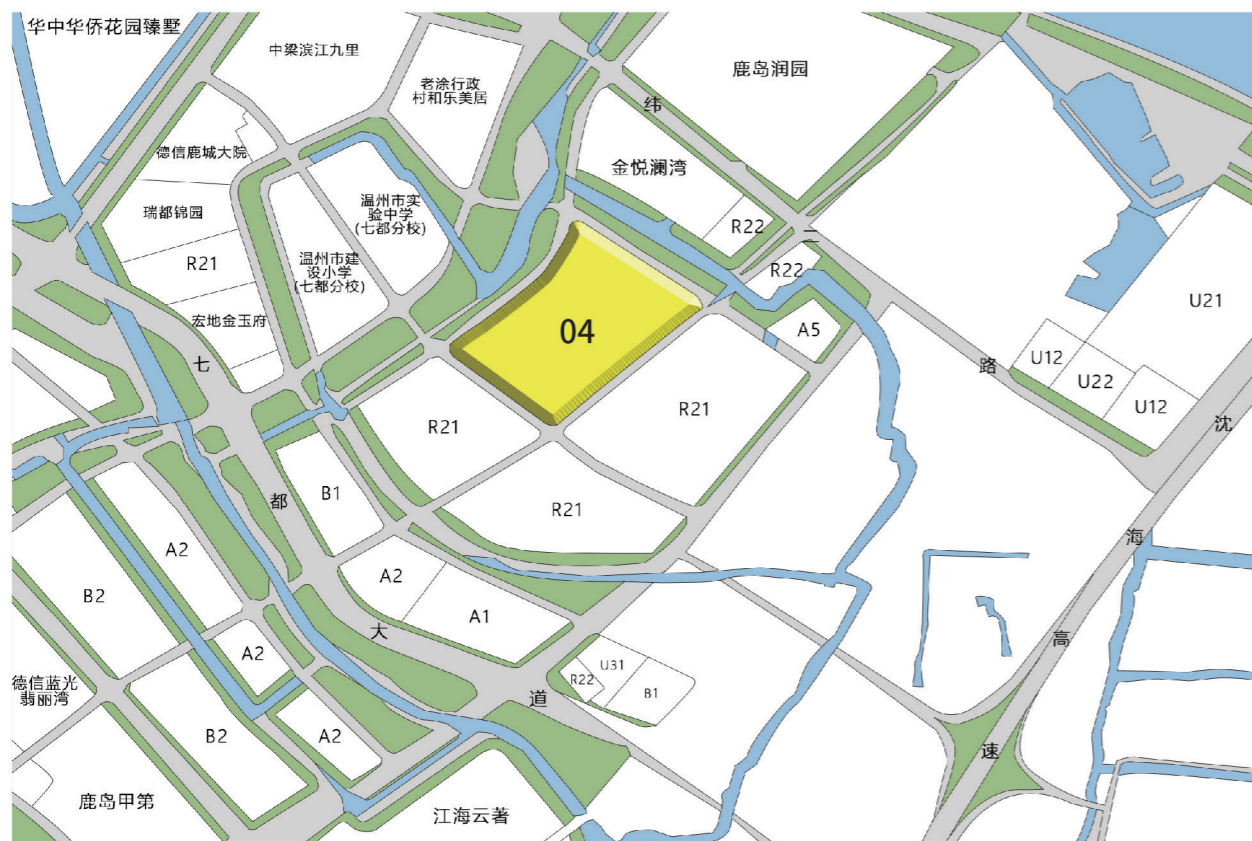 华中华侨花园臻墅
中梁滨江九里
老涂行政
村和乐美居
鹿岛润园
纬
二
路
德信鹿城大院
金悦澜湾
瑞都锦园
温州市实
验中学
(七都分校)
R22
R21
温州市建
设小学
(七都分校)
R22
宏地金玉府
04
A5
U21
U12
U22
U12
七
都
大
道
沈
海
高
速
R21
R21
B1
R21
A2
A2
A1
B2
A2
U31
R22
B1
德信蓝光
翡丽湾
B2
A2
鹿岛甲第
江海云著